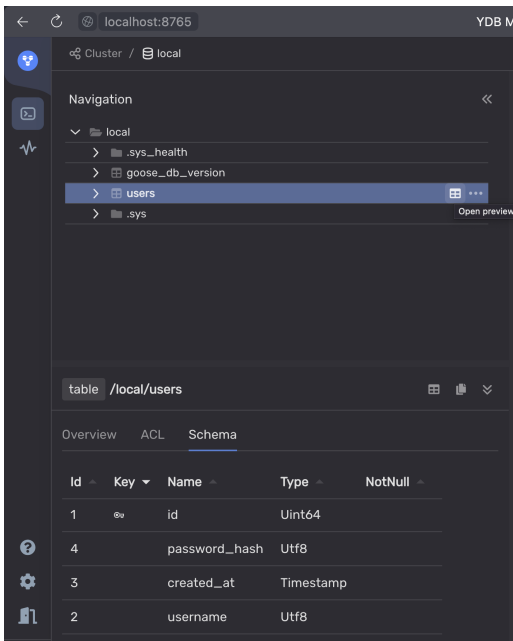 localhost:8765 YDB M
Cluster / local
Navigation
local
.sys_health
goose_db_version
users
.sys
Open preview
table /local/users
Overview ACL Schema
Id Key Name Type NotNull
1 id Uint64
4 password_hash Utf8
3 created_at Timestamp
2 username Utf8